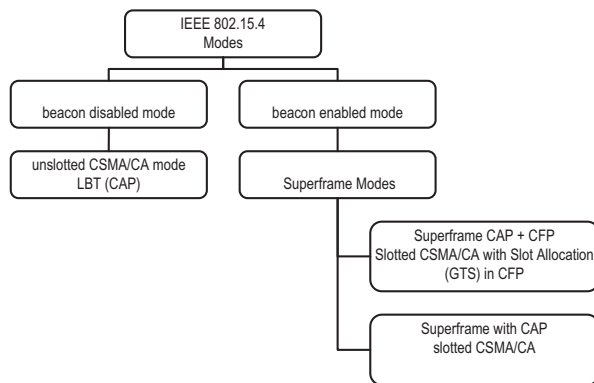 IEEE 802.15.4
Modes
beacon disabled mode
beacon enabled mode
unslotted CSMA/CA mode
LBT (CAP)
Superframe Modes
Superframe CAP + CFP
Slotted CSMA/CA with Slot Allocation
(GTS) in CFP
Superframe with CAP
slotted CSMA/CA